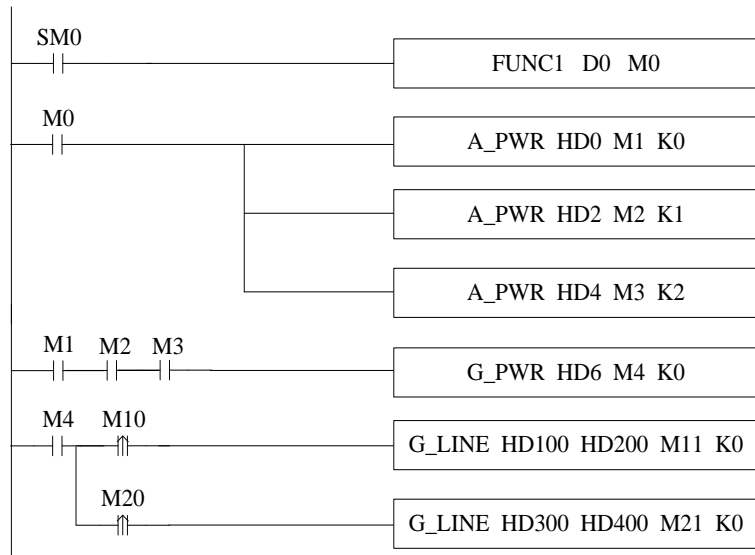 SM0
FUNC1 D0 M0
M0
A_PWR HD0 M1 K0
A_PWR HD2 M2 K1
A_PWR HD4 M3 K2
M1 M2 M3
G_PWR HD6 M4 K0
M4 M10
G_LINE HD100 HD200 M11 K0
M20
G_LINE HD300 HD400 M21 K0